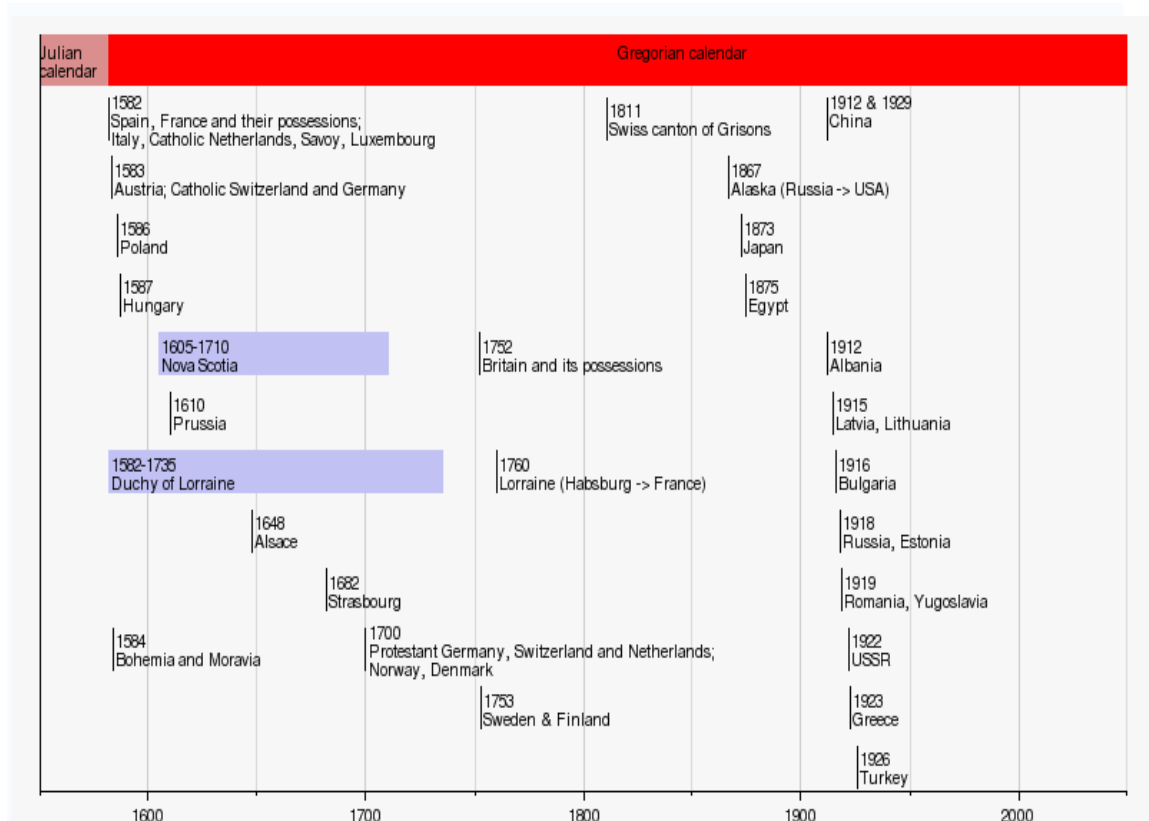 Julian
calendar
Gregorian calendar
1582
Spain, France and their possessions;
Italy, Catholic Netherlands, Savoy, Luxembourg
1811
Swiss canton of Grisons
1912 & 1929
China
1583
Austria; Catholic Switzerland and Germany
1867
Alaska (Russia -> USA)
1586
Poland
1873
Japan
1587
Hungary
1875
Egypt
1605-1710
Nova Scotia
1752
Britain and its possessions
1912
Albania
1610
Prussia
1915
Latvia, Lithuania
1582-1735
Duchy of Lorraine
1760
Lorraine (Habsburg -> France)
1916
Bulgaria
1648
Alsace
1918
Russia, Estonia
1682
Strasbourg
1919
Romania, Yugoslavia
1584
Bohemia and Moravia
1700
Protestant Germany, Switzerland and Netherlands;
Norway, Denmark
1922
USSR
1753
Sweden & Finland
1923
Greece
1926
Turkey
1600 1700 1800 1900 2000